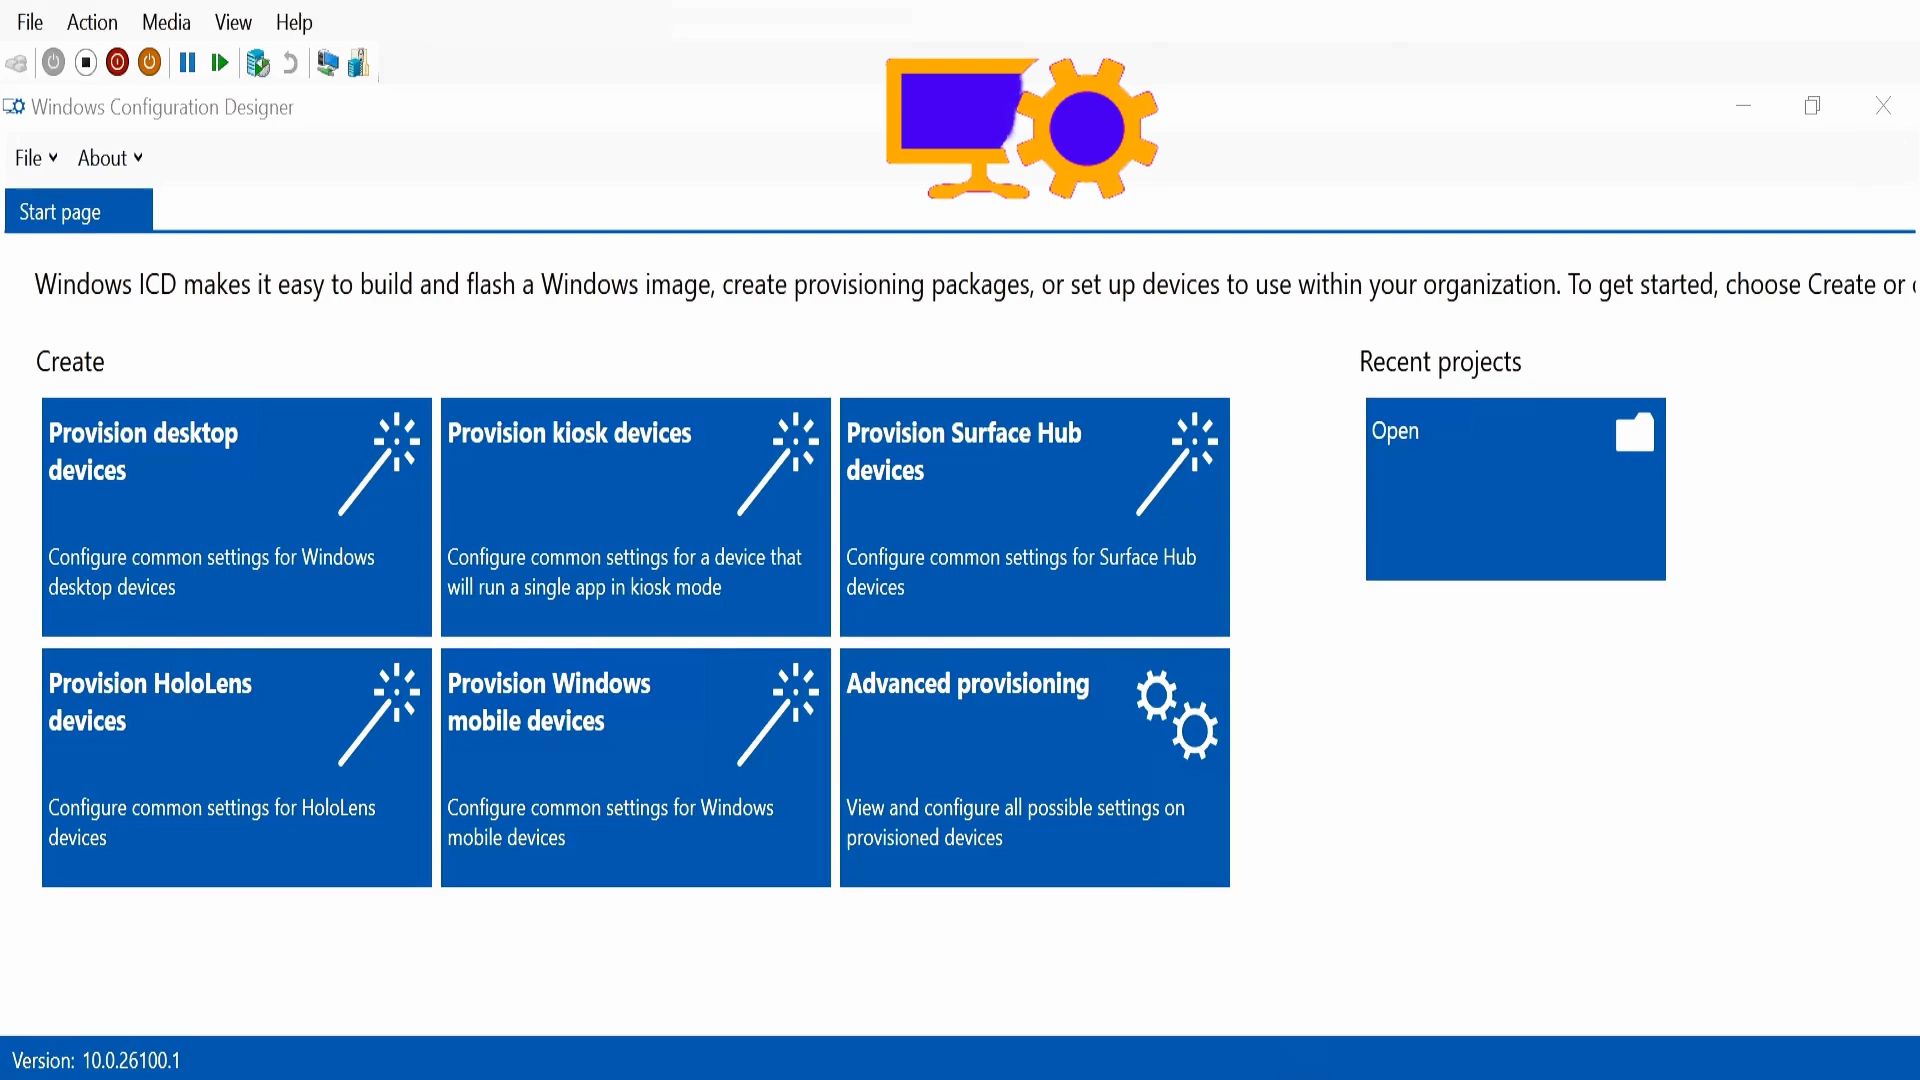 File Action Media View Help
Windows Configuration Designer
File About
Start page
Windows ICD makes it easy to build and flash a Windows image, create provisioning packages, or set up devices to use within your organization. To get started, choose Create or
Create
Recent projects
Provision desktop
devices
Configure common settings for Windows
desktop devices
Provision kiosk devices
Configure common settings for a device that
will run a single app in kiosk mode
Provision Surface Hub
devices
Configure common settings for Surface Hub
devices
Open
Provision HoloLens
devices
Configure common settings for HoloLens
devices
Provision Windows
mobile devices
Configure common settings for Windows
mobile devices
Advanced provisioning
View and configure all possible settings on
provisioned devices
Version: 10.0.26100.1